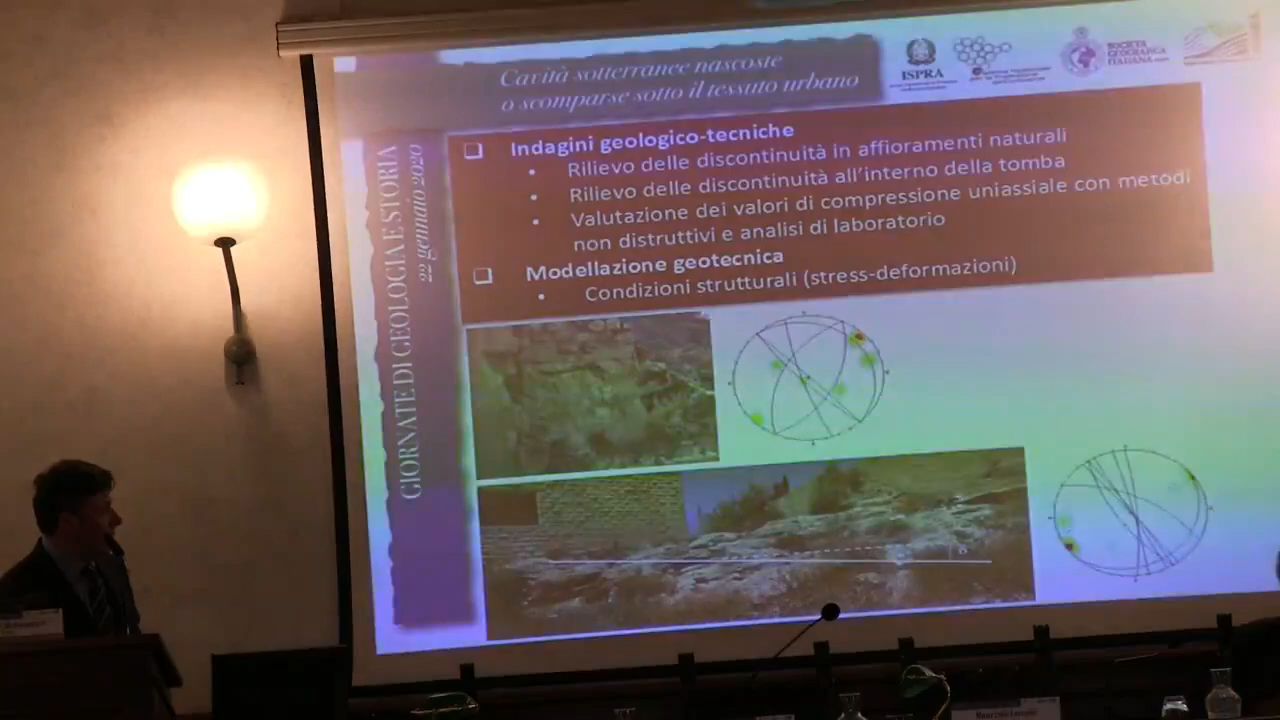 Cavità sotterranee nascoste
o scomparse sotto il tessuto urbano
ISPRA
SOCIETÀ
GEOGRAFICA
ITALIANA
GIORNATE DI GEOLOGIA E STORIA
22 gennaio 2020
Indagini geologico-tecniche
• Rilievo delle discontinuità in affioramenti naturali
• Rilievo delle discontinuità all'interno della tomba
• Valutazione dei valori di compressione uniassiale con metodi
non distruttivi e analisi di laboratorio
Modellazione geotecnica
• Condizioni strutturali (stress-deformazioni)